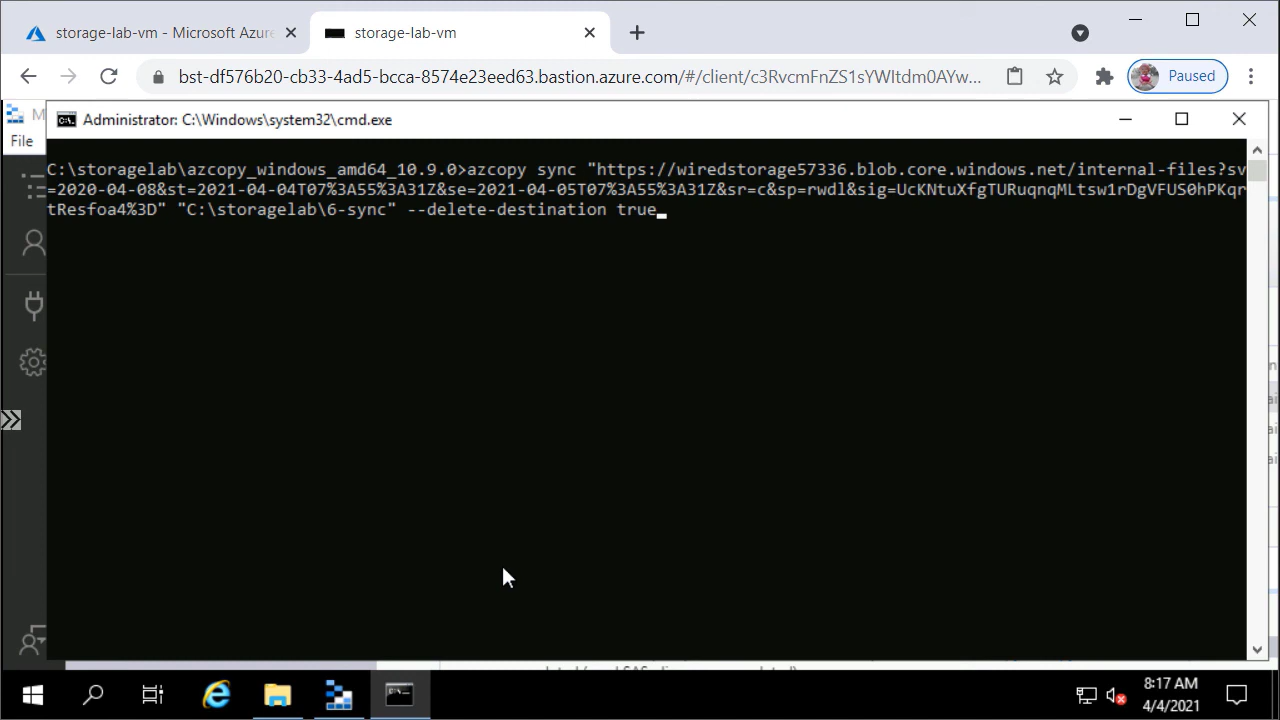 storage-lab-vm - Microsoft Azure
storage-lab-vm
bst-df576b20-cb33-4ad5-bcca-8574e23eed63.bastion.azure.com/#/client/c3RvcmFnZS1sYWItdm0AYw...
Paused
M
Administrator: C:\Windows\system32\cmd.exe
File
C:\storagelab\azcopy_windows_amd64_10.9.0>azcopy sync "https://wiredstorage57336.blob.core.windows.net/internal-files?sv
=2020-04-08&st=2021-04-04T07%3A55%3A31Z&se=2021-04-05T07%3A55%3A31Z&sr=c&sp=rwdl&sig=UcKNtuXfgTURuqnqMLtsw1rDgVFUS0hPKqr
tResfoa4%3D" "C:\storagelab\6-sync" --delete-destination true
8:17 AM
4/4/2021